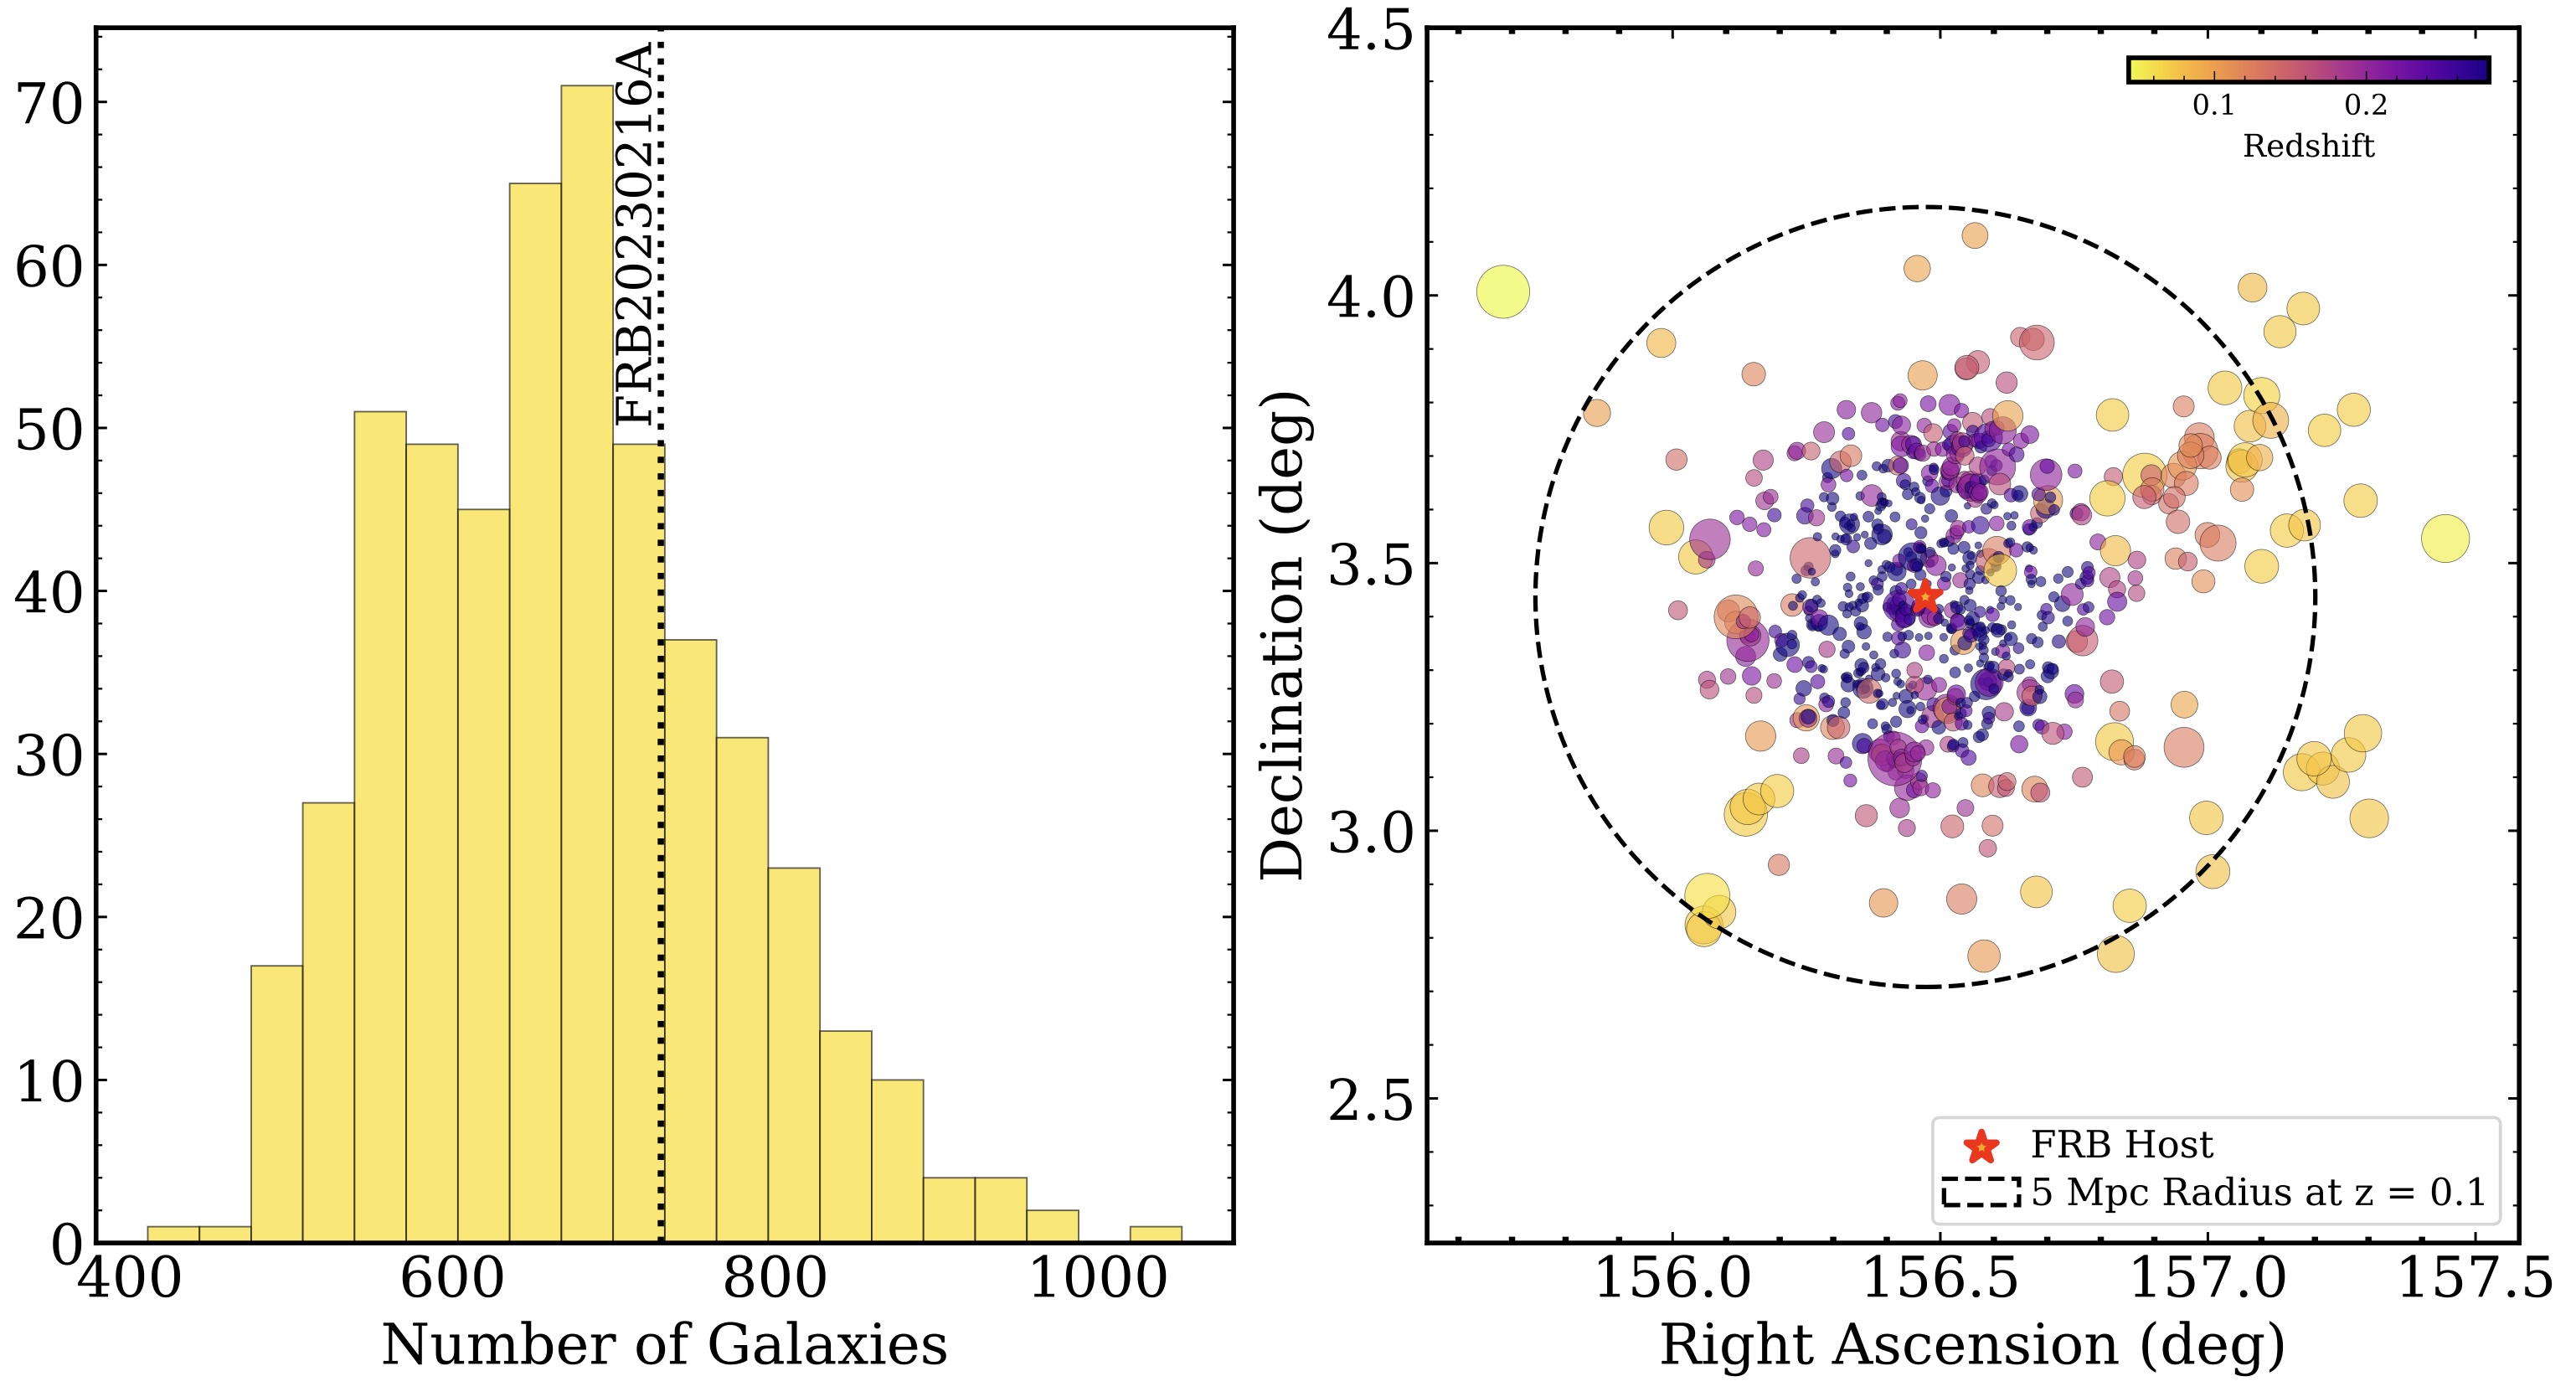 70
60
50
40
30
20
10
0
400 600 800 1000
Number of Galaxies
FRB20230216A
4.5
4.0
3.5
3.0
2.5
Declination (deg)
0.1 0.2
Redshift
FRB Host
5 Mpc Radius at z = 0.1
156.0 156.5 157.0 157.5
Right Ascension (deg)